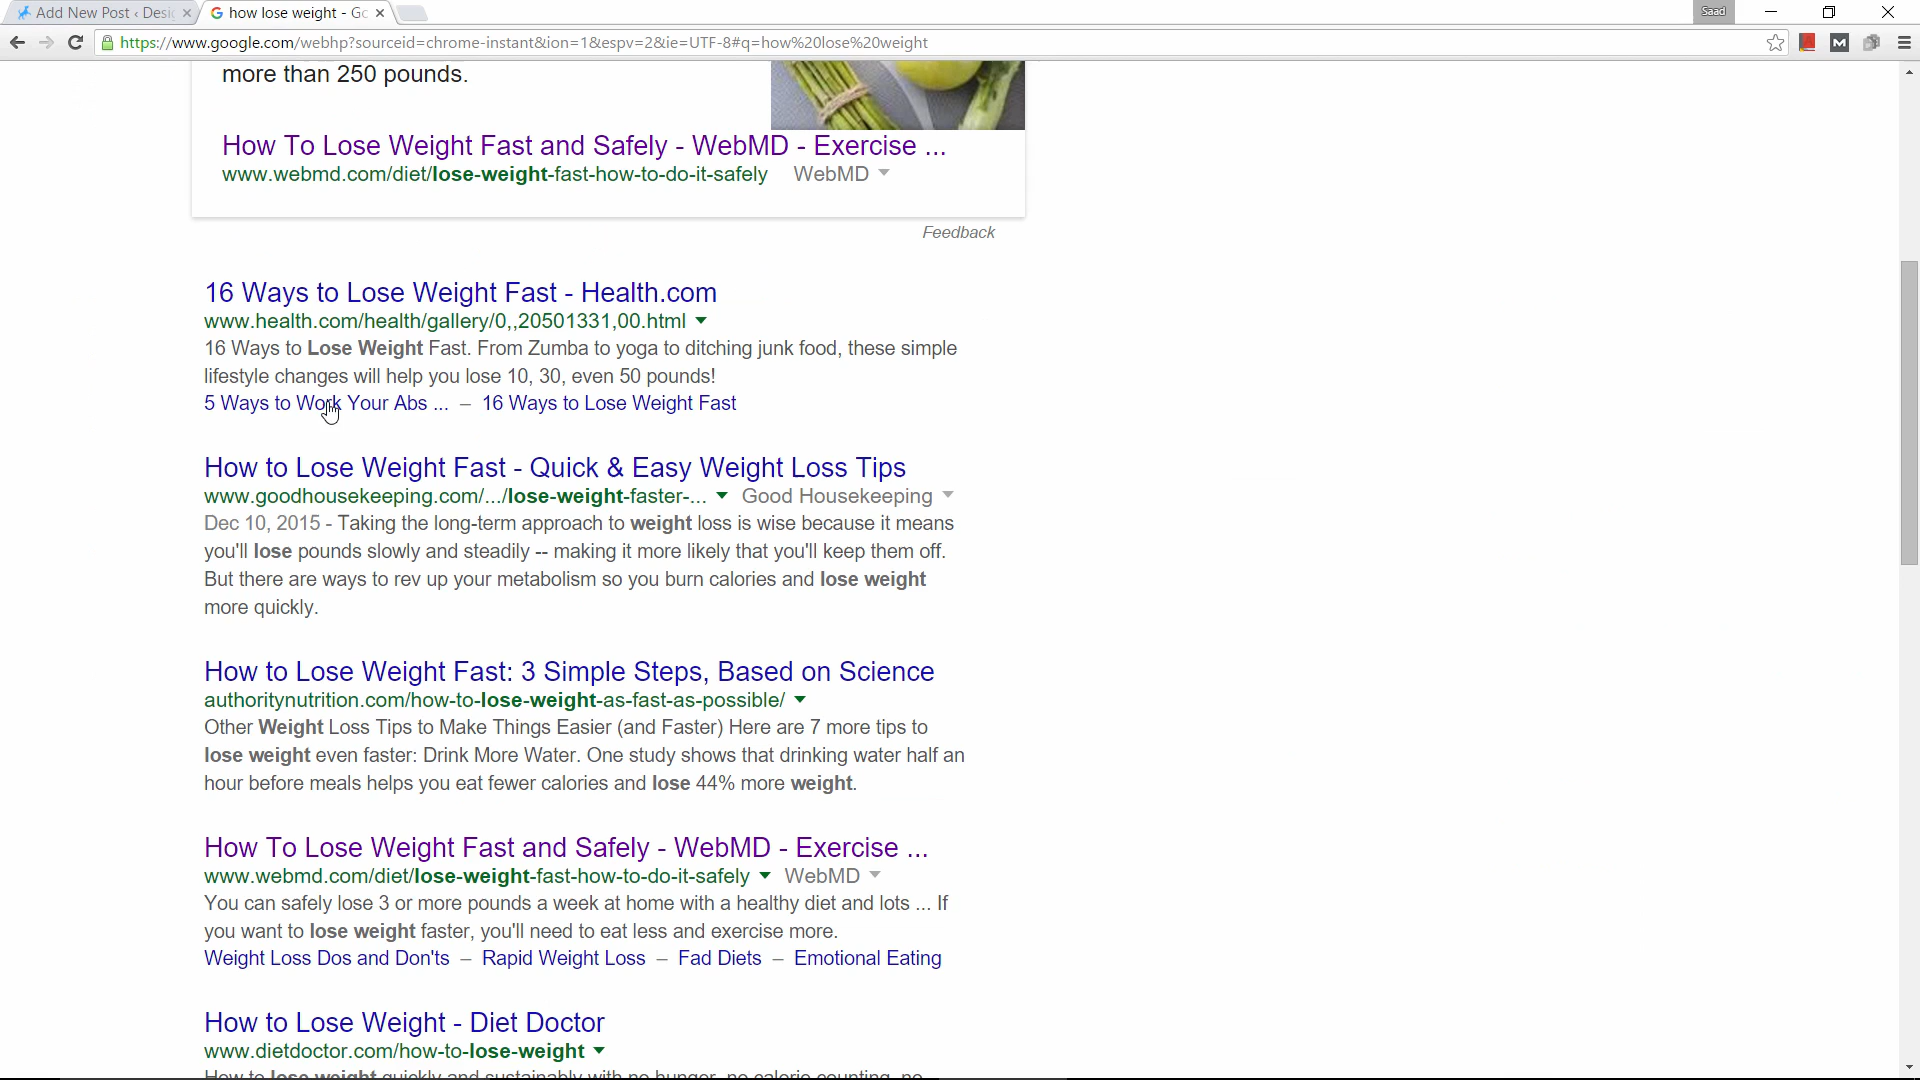 Add New Post ‹ Desi
how lose weight - Go
Saad
https://www.google.com/webhp?sourceid=chrome-instant&ion=1&espv=2&ie=UTF-8#q=how%20lose%20weight
M
more than 250 pounds.
How To Lose Weight Fast and Safely - WebMD - Exercise ...
www.webmd.com/diet/lose-weight-fast-how-to-do-it-safely WebMD
Feedback
16 Ways to Lose Weight Fast - Health.com
www.health.com/health/gallery/0,,20501331,00.html
16 Ways to Lose Weight Fast. From Zumba to yoga to ditching junk food, these simple
lifestyle changes will help you lose 10, 30, even 50 pounds!
5 Ways to Work Your Abs ... – 16 Ways to Lose Weight Fast
How to Lose Weight Fast - Quick & Easy Weight Loss Tips
www.goodhousekeeping.com/.../lose-weight-faster-... Good Housekeeping
Dec 10, 2015 - Taking the long-term approach to weight loss is wise because it means
you'll lose pounds slowly and steadily -- making it more likely that you'll keep them off.
But there are ways to rev up your metabolism so you burn calories and lose weight
more quickly.
How to Lose Weight Fast: 3 Simple Steps, Based on Science
authoritynutrition.com/how-to-lose-weight-as-fast-as-possible/
Other Weight Loss Tips to Make Things Easier (and Faster) Here are 7 more tips to
lose weight even faster: Drink More Water. One study shows that drinking water half an
hour before meals helps you eat fewer calories and lose 44% more weight.
How To Lose Weight Fast and Safely - WebMD - Exercise ...
www.webmd.com/diet/lose-weight-fast-how-to-do-it-safely WebMD
You can safely lose 3 or more pounds a week at home with a healthy diet and lots ... If
you want to lose weight faster, you'll need to eat less and exercise more.
Weight Loss Dos and Don'ts – Rapid Weight Loss – Fad Diets – Emotional Eating
How to Lose Weight - Diet Doctor
www.dietdoctor.com/how-to-lose-weight
How to lose weight quickly and sustainably with no hunger, no calorie counting, no